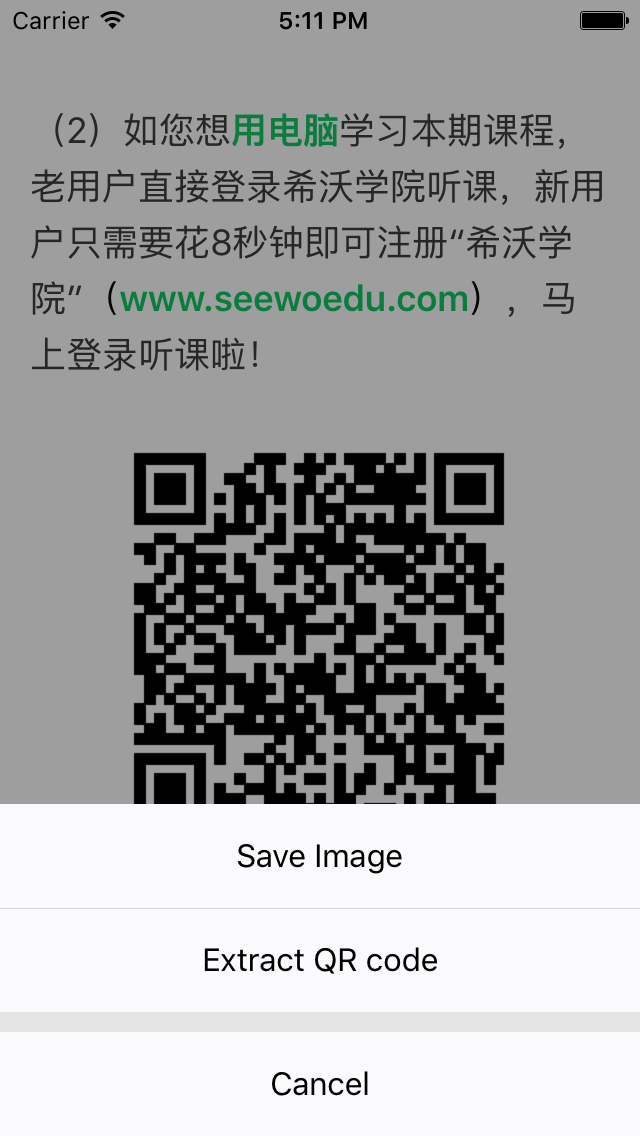 Carrier 5:11 PM
（2）如您想用电脑学习本期课程，
老用户直接登录希沃学院听课，新用
户只需要花8秒钟即可注册“希沃学
院”（www.seewoedu.com），马
上登录听课啦！
Save Image
Extract QR code
Cancel